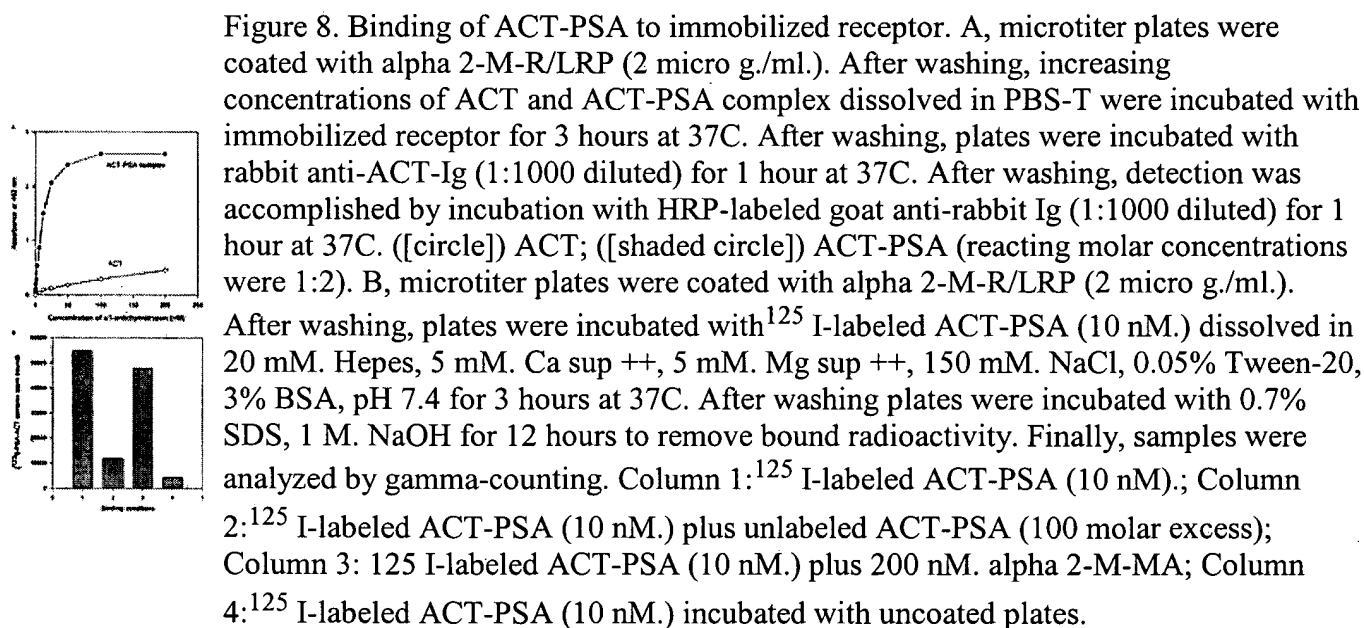 Figure 8. Binding of ACT-PSA to immobilized receptor. A, microtiter plates were
coated with alpha 2-M-R/LRP (2 micro g./ml.). After washing, increasing
concentrations of ACT and ACT-PSA complex dissolved in PBS-T were incubated with
immobilized receptor for 3 hours at 37C. After washing, plates were incubated with
rabbit anti-ACT-Ig (1:1000 diluted) for 1 hour at 37C. After washing, detection was
accomplished by incubation with HRP-labeled goat anti-rabbit Ig (1:1000 diluted) for 1
hour at 37C. ([circle]) ACT; ([shaded circle]) ACT-PSA (reacting molar concentrations
were 1:2). B, microtiter plates were coated with alpha 2-M-R/LRP (2 micro g./ml.).
After washing, plates were incubated with125 I-labeled ACT-PSA (10 nM.) dissolved in
20 mM. Hepes, 5 mM. Ca sup ++, 5 mM. Mg sup ++, 150 mM. NaCl, 0.05% Tween-20,
3% BSA, pH 7.4 for 3 hours at 37C. After washing plates were incubated with 0.7%
SDS, 1 M. NaOH for 12 hours to remove bound radioactivity. Finally, samples were
analyzed by gamma-counting. Column 1:125 I-labeled ACT-PSA (10 nM).; Column
2:125 I-labeled ACT-PSA (10 nM.) plus unlabeled ACT-PSA (100 molar excess);
Column 3: 125 I-labeled ACT-PSA (10 nM.) plus 200 nM. alpha 2-M-MA; Column
4:125 I-labeled ACT-PSA (10 nM.) incubated with uncoated plates.
ACT-PSA complex
ACT
Binding conditions